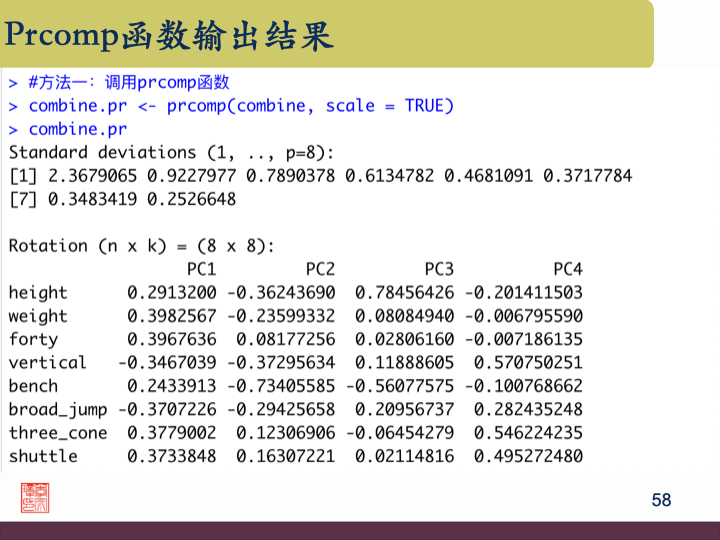 Prcomp函数输出结果
> #方法一：调用prcomp函数
> combine.pr <- prcomp(combine, scale = TRUE)
> combine.pr
Standard deviations (1, .., p=8):
[1] 2.3679065 0.9227977 0.7890378 0.6134782 0.4681091 0.3717784
[7] 0.3483419 0.2526648
Rotation (n x k) = (8 x 8):
PC1 PC2 PC3 PC4
height 0.2913200 -0.36243690 0.78456426 -0.201411503
weight 0.3982567 -0.23599332 0.08084940 -0.006795590
forty 0.3967636 0.08177256 0.02806160 -0.007186135
vertical -0.3467039 -0.37295634 0.11888605 0.570750251
bench 0.2433913 -0.73405585 -0.56077575 -0.100768662
broad_jump -0.3707226 -0.29425658 0.20956737 0.282435248
three_cone 0.3779002 0.12306906 -0.06454279 0.546224235
shuttle 0.3733848 0.16307221 0.02114816 0.495272480
58